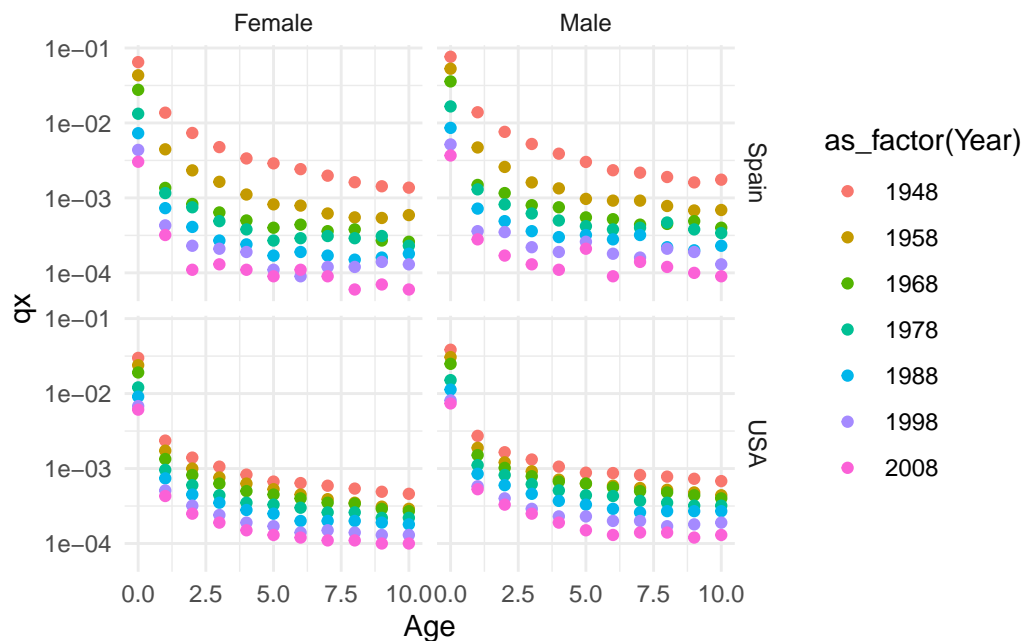 Female Male
1e-01
1e-02
1e-03
1e-04
Spain
1e-01
1e-02
1e-03
1e-04
USA
qx
0.0 2.5 5.0 7.5 10.0 0.0 2.5 5.0 7.5 10.0
Age
as_factor(Year)
1948
1958
1968
1978
1988
1998
2008